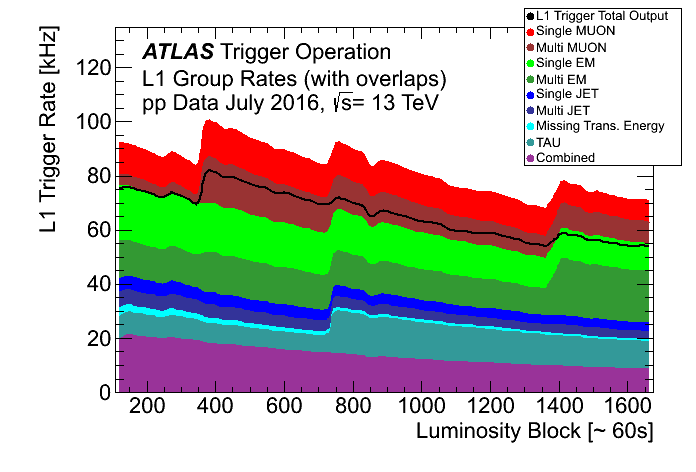 L1 Trigger Total Output
Single MUON
Multi MUON
Single EM
Multi EM
Single JET
Multi JET
Missing Trans. Energy
TAU
Combined
ATLAS Trigger Operation
L1 Group Rates (with overlaps)
pp Data July 2016, √s= 13 TeV
L1 Trigger Rate [kHz]
120
100
80
60
40
20
0
200 400 600 800 1000 1200 1400 1600
Luminosity Block [~ 60s]